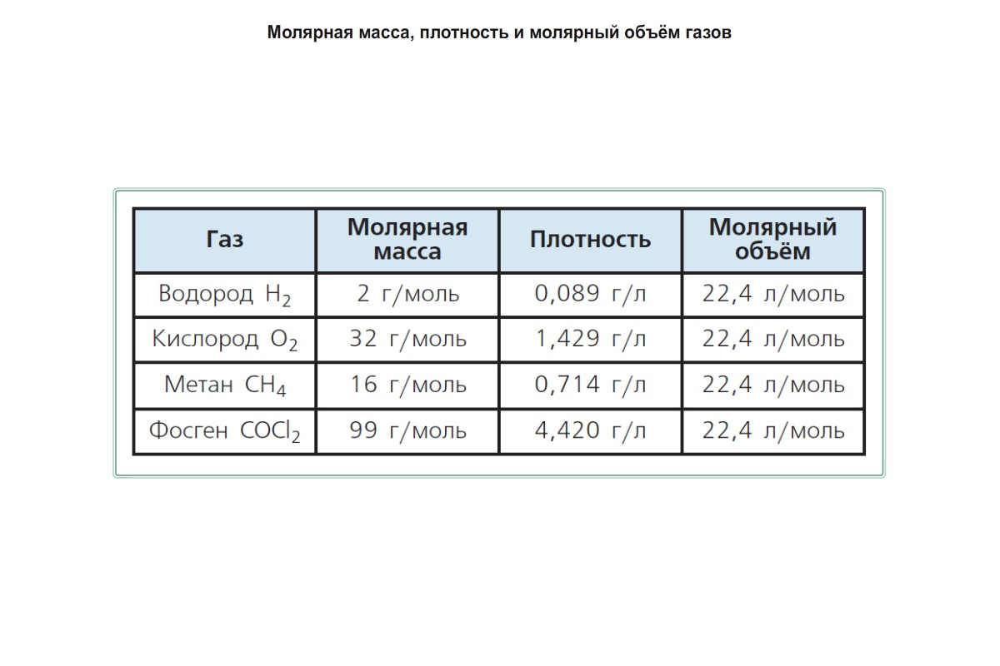 Молярная масса, плотность и молярный объём газов
Газ Молярная масса Плотность Молярный объём
Водород H₂ 2 г/моль 0,089 г/л 22,4 л/моль
Кислород O₂ 32 г/моль 1,429 г/л 22,4 л/моль
Метан CH₄ 16 г/моль 0,714 г/л 22,4 л/моль
Фосген COCl₂ 99 г/моль 4,420 г/л 22,4 л/моль